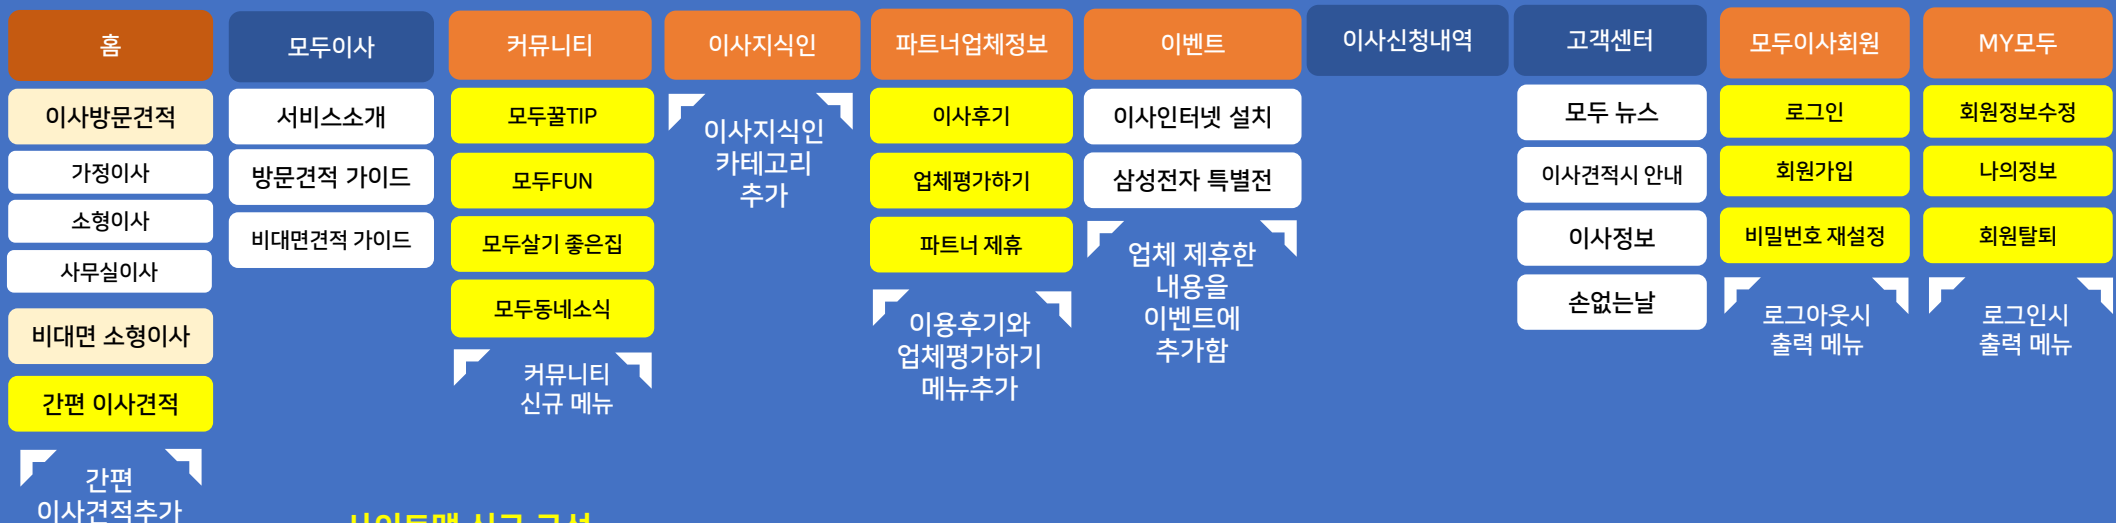 홈
이사방문견적
가정이사
소형이사
사무실이사
비대면 소형이사
간편 이사견적
간편
이사견적추가
모두이사
서비스소개
방문견적 가이드
비대면견적 가이드
커뮤니티
모두꿀TIP
모두FUN
모두살기 좋은집
모두동네소식
커뮤니티
신규 메뉴
이사지식인
이사지식인
카테고리
추가
파트너업체정보
이사후기
업체평가하기
파트너 제휴
이용후기와
업체평가하기
메뉴추가
이벤트
이사인터넷 설치
삼성전자 특별전
업체 제휴한
내용을
이벤트에
추가함
이사신청내역
고객센터
모두 뉴스
이사견적시 안내
이사정보
손없는날
모두이사회원
로그인
회원가입
비밀번호 재설정
로그아웃시
출력 메뉴
MY모두
회원정보수정
나의정보
회원탈퇴
로그인시
출력 메뉴